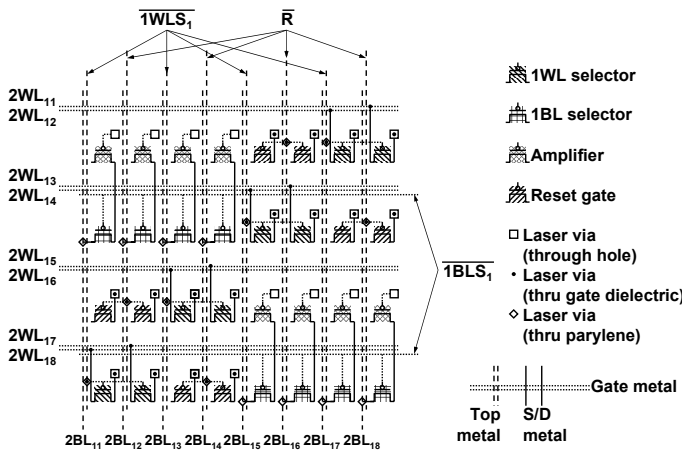 1WLS1
R
2WL11
2WL12
2WL13
2WL14
2WL15
2WL16
2WL17
2WL18
1BLS1
2BL11 2BL12 2BL13 2BL14 2BL15 2BL16 2BL17 2BL18
1WL selector
1BL selector
Amplifier
Reset gate
Laser via
(through hole)
Laser via
(thru gate dielectric)
Laser via
(thru parylene)
Gate metal
Top S/D
metal metal